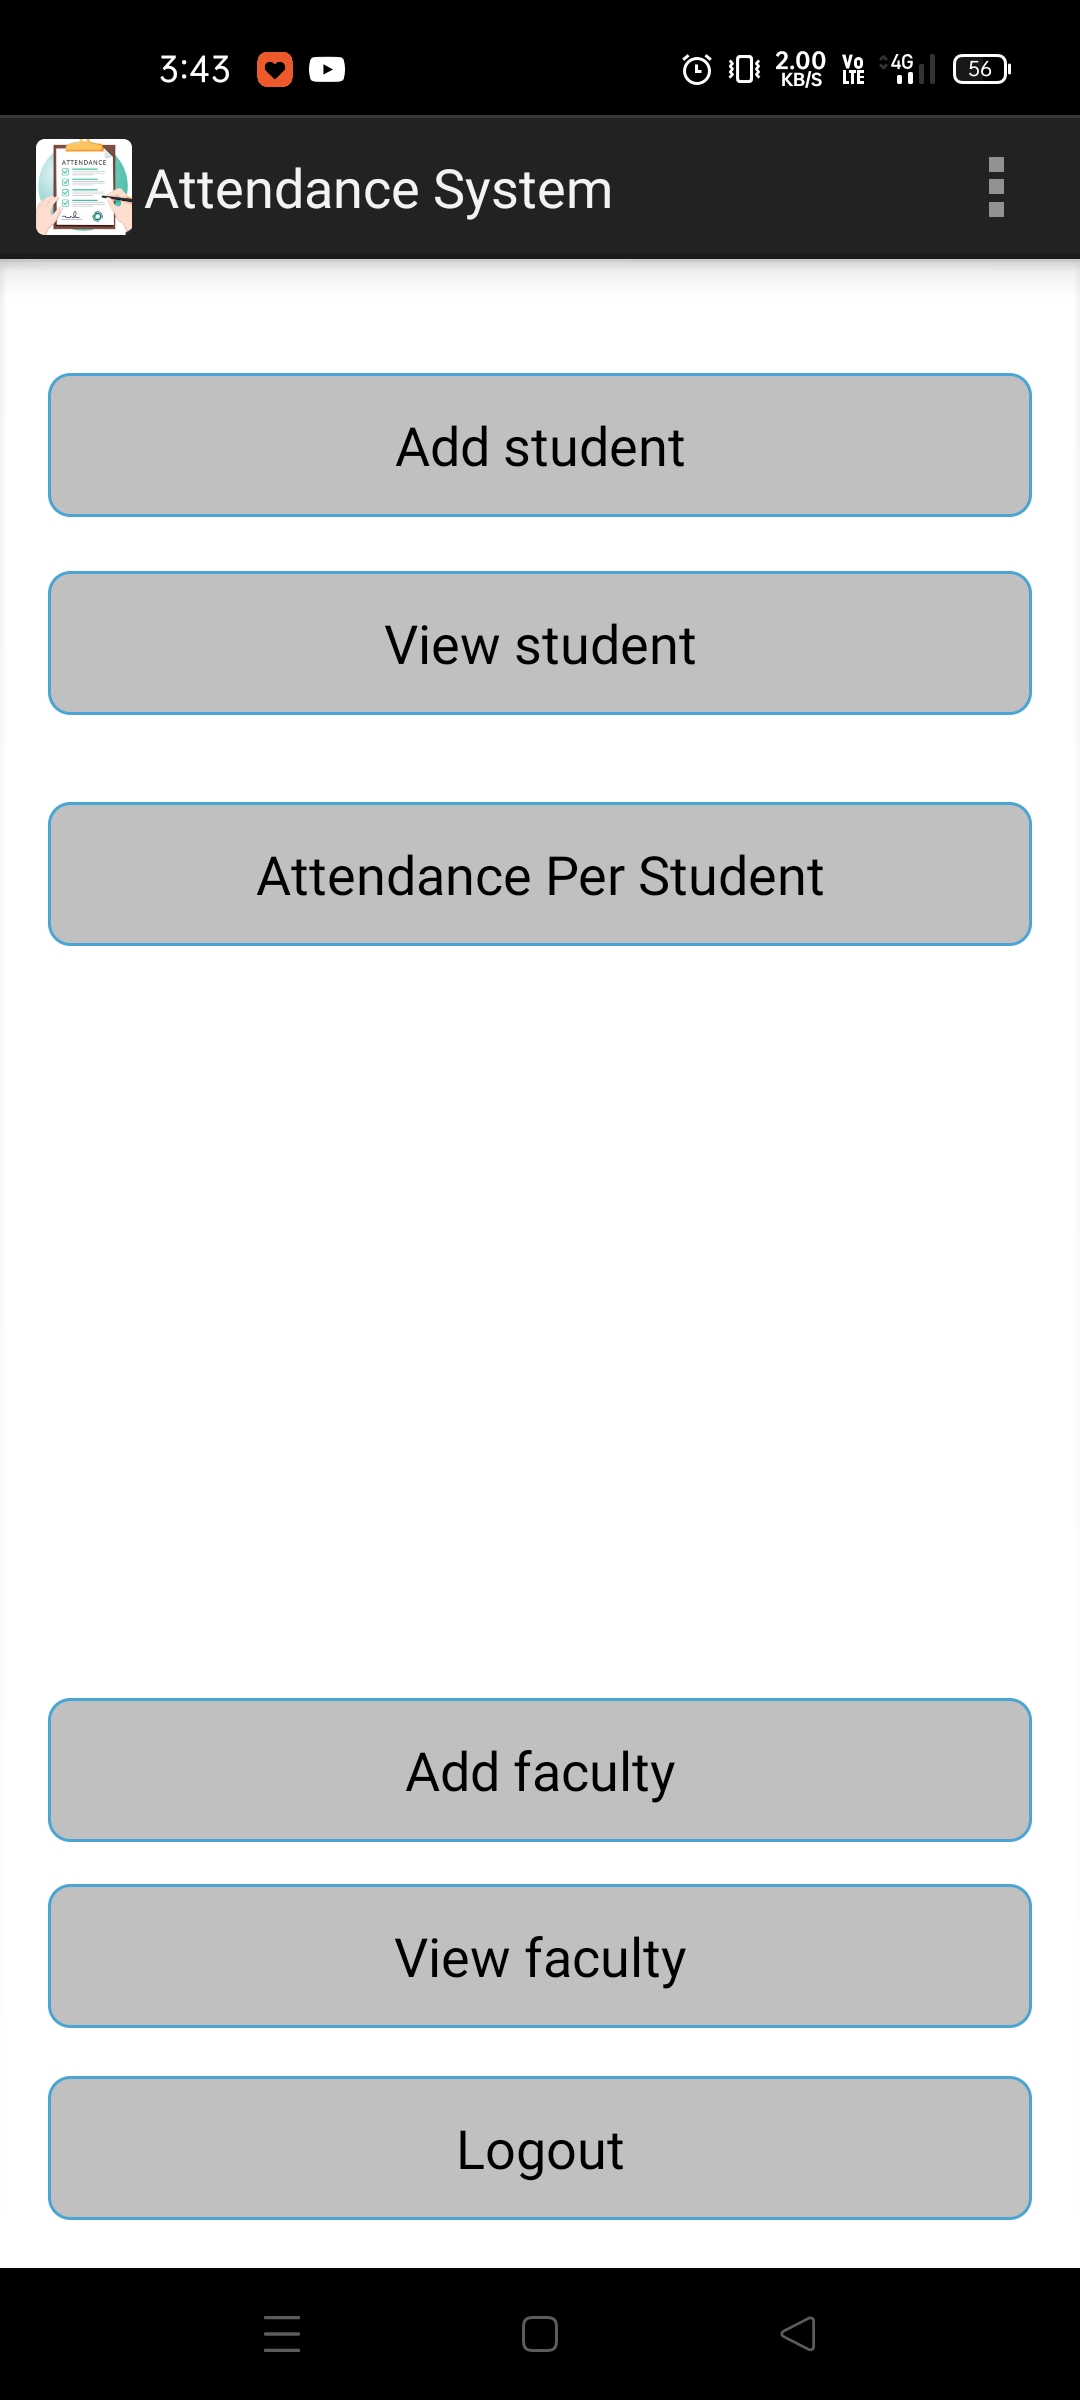 3:43
2.00
KB/S
Vo
LTE
4G
56
ATTENDANCE
Attendance System
Add student
View student
Attendance Per Student
Add faculty
View faculty
Logout